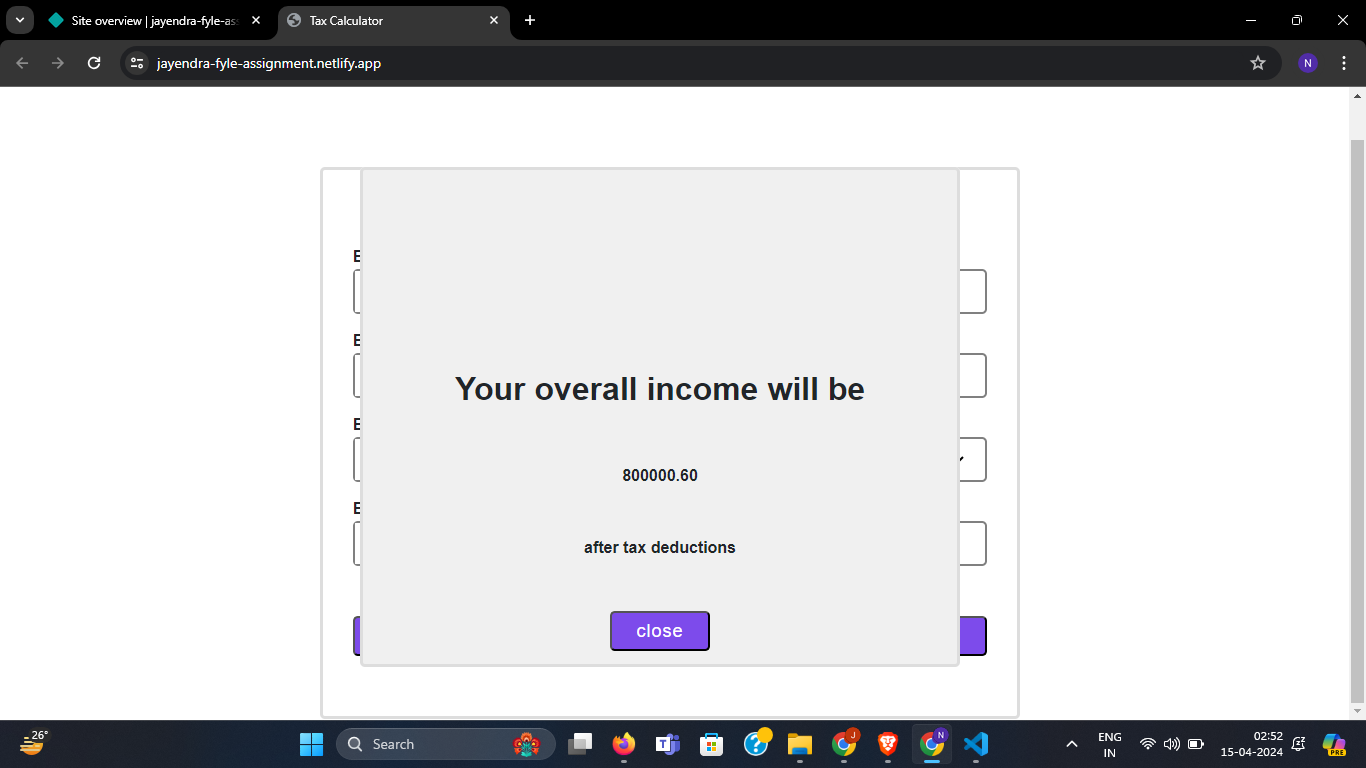 Site overview | jayendra-fyle-as
Tax Calculator
jayendra-fyle-assignment.netlify.app
N
E
E
E
E
Your overall income will be
800000.60
after tax deductions
close
26°
Search
J
N
ENG
IN
02:52
15-04-2024
PRE